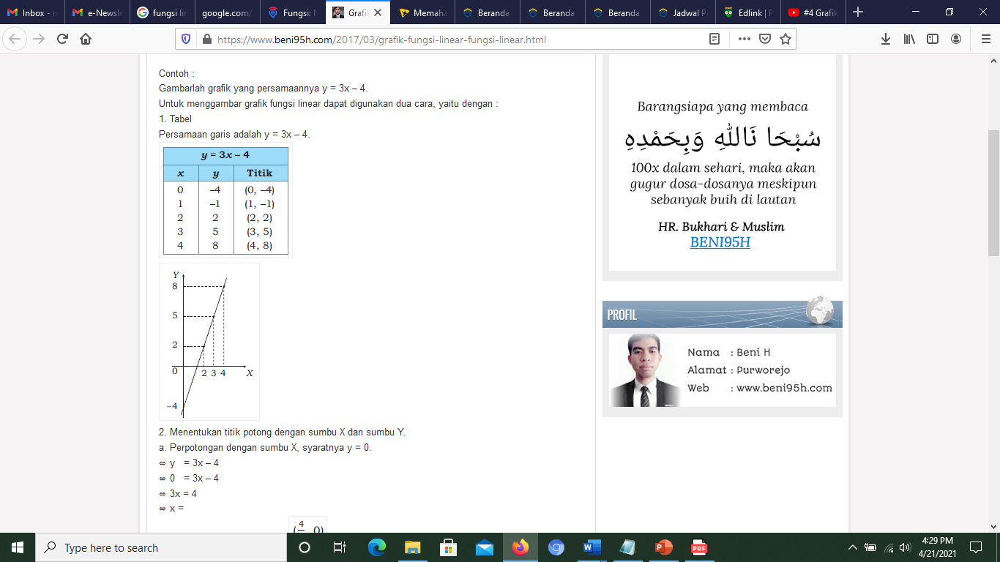 Inbox - r
e-Newsl
fungsi lin
google.com/
Fungsi:
Grafik
Memaha
Beranda
Beranda
Beranda
Jadwal P
Edlink | P
#4 Grafik
https://www.beni95h.com/2017/03/grafik-fungsi-linear-fungsi-linear.html
Contoh :
Gambarlah grafik yang persamaannya y = 3x – 4.
Untuk menggambar grafik fungsi linear dapat digunakan dua cara, yaitu dengan :
1. Tabel
Persamaan garis adalah y = 3x – 4.
y = 3x – 4
x y Titik
0 –4 (0, –4)
1 –1 (1, –1)
2 2 (2, 2)
3 5 (3, 5)
4 8 (4, 8)
Y
8
5
2
0 2 3 4 X
–4
2. Menentukan titik potong dengan sumbu X dan sumbu Y.
a. Perpotongan dengan sumbu X, syaratnya y = 0.
⇔ y = 3x – 4
⇔ 0 = 3x – 4
⇔ 3x = 4
⇔ x =
(4 0)
Barangsiapa yang membaca
سُبْحَا نَاللهِ وَبِحَمْدِهِ
100x dalam sehari, maka akan
gugur dosa-dosanya meskipun
sebanyak buih di lautan
HR. Bukhari & Muslim
BENI95H
PROFIL
Nama : Beni H
Alamat : Purworejo
Web : www.beni95h.com
Type here to search
4:29 PM
4/21/2021